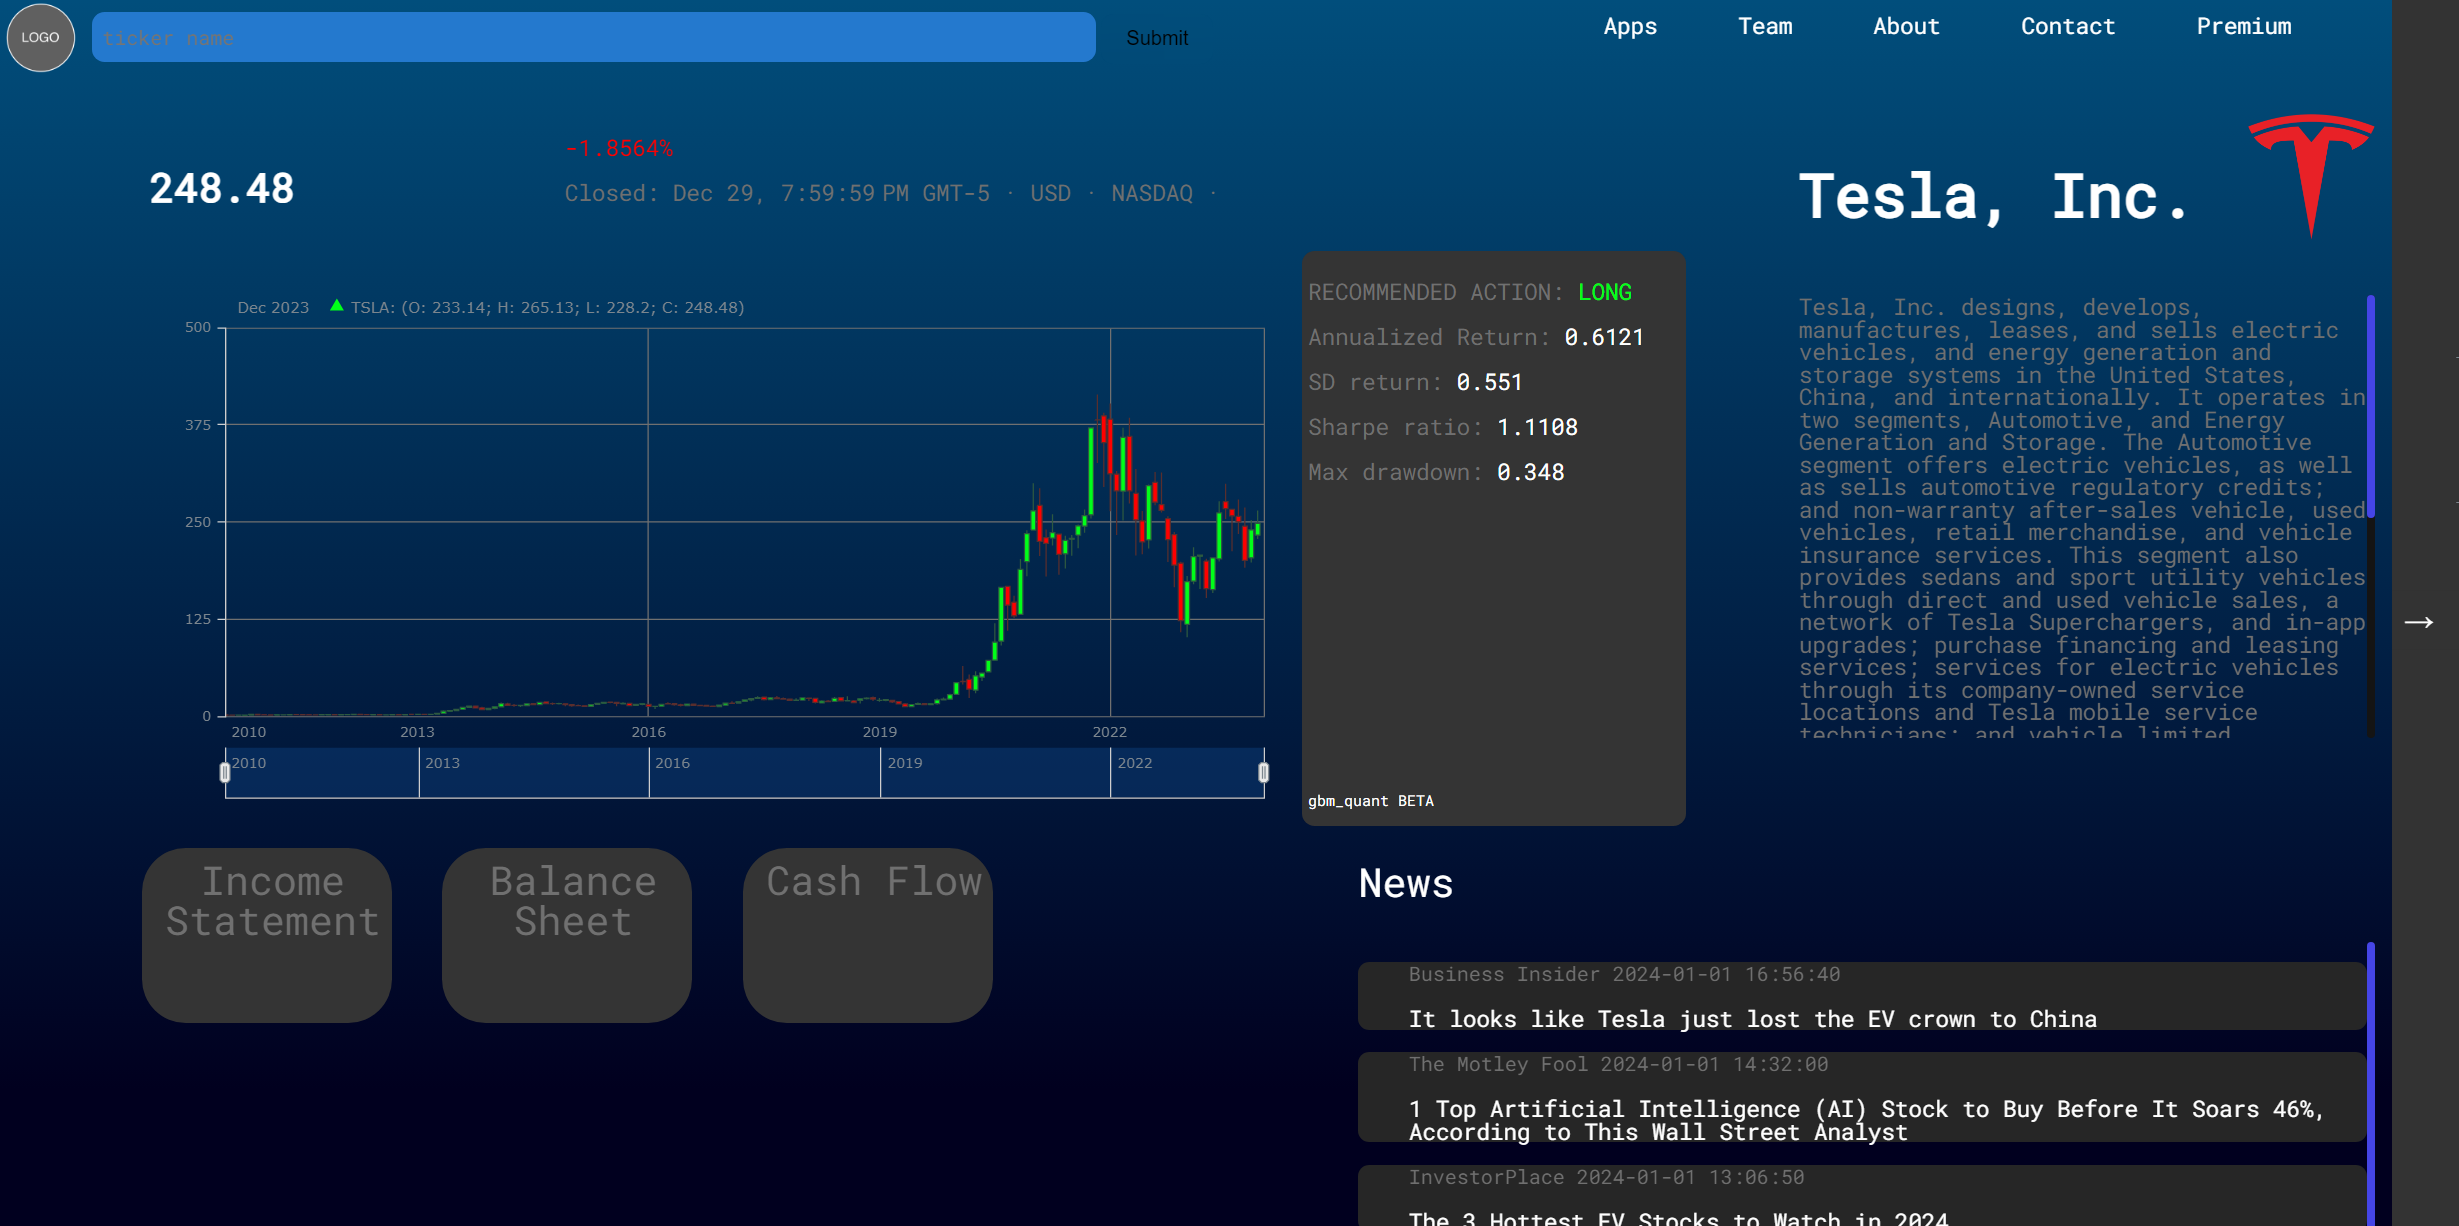 LOGO
ticker name
Submit
Apps
Team
About
Contact
Premium
-1.8564%
248.48
Closed: Dec 29, 7:59:59 PM GMT-5 · USD · NASDAQ ·
Tesla, Inc.
Dec 2023 TSLA: (O: 233.14; H: 265.13; L: 228.2; C: 248.48)
500
375
250
125
0
2010
2013
2016
2019
2022
2010
2013
2016
2019
2022
RECOMMENDED ACTION: LONG
Annualized Return: 0.6121
SD return: 0.551
Sharpe ratio: 1.1108
Max drawdown: 0.348
gbm_quant BETA
Tesla, Inc. designs, develops,
manufactures, leases, and sells electric
vehicles, and energy generation and
storage systems in the United States,
China, and internationally. It operates in
two segments, Automotive, and Energy
Generation and Storage. The Automotive
segment offers electric vehicles, as well
as sells automotive regulatory credits;
and non-warranty after-sales vehicle, used
vehicles, retail merchandise, and vehicle
insurance services. This segment also
provides sedans and sport utility vehicles
through direct and used vehicle sales, a
network of Tesla Superchargers, and in-app
upgrades; purchase financing and leasing
services; services for electric vehicles
through its company-owned service
locations and Tesla mobile service
technicians; and vehicle limited
→
Income
Statement
Balance
Sheet
Cash Flow
News
Business Insider 2024-01-01 16:56:40
It looks like Tesla just lost the EV crown to China
The Motley Fool 2024-01-01 14:32:00
1 Top Artificial Intelligence (AI) Stock to Buy Before It Soars 46%,
According to This Wall Street Analyst
InvestorPlace 2024-01-01 13:06:50
The 3 Hottest EV Stocks to Watch in 2024